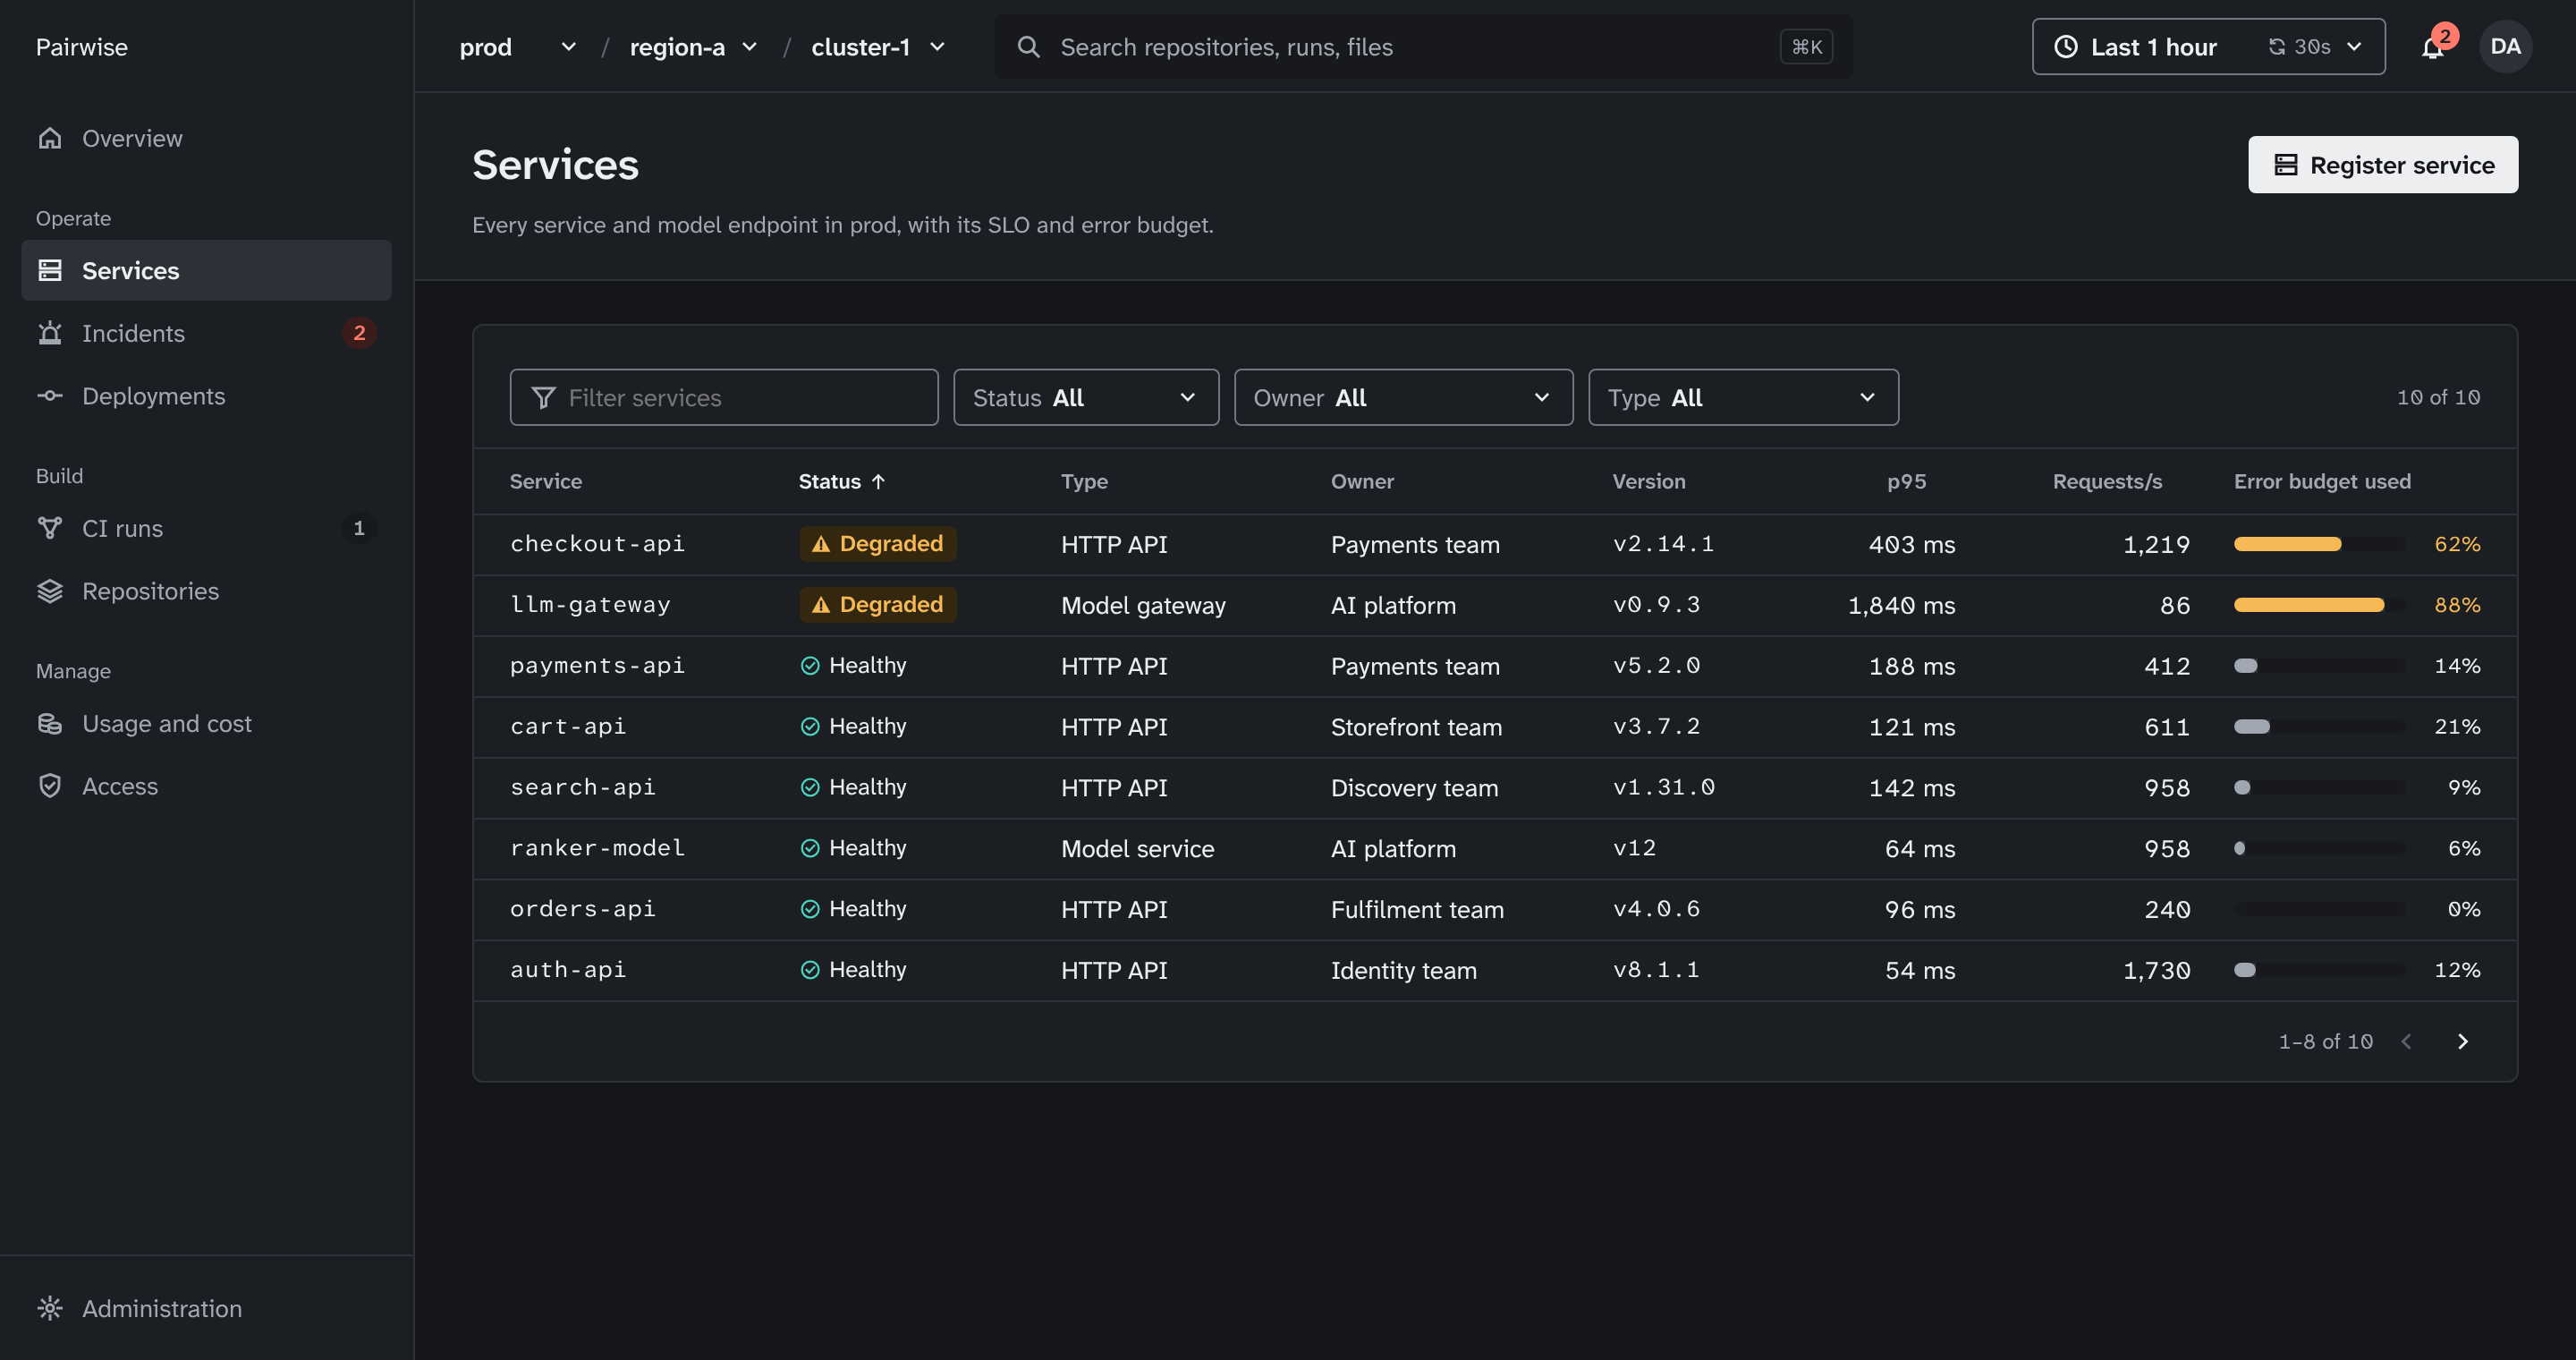 Pairwise
prod / region-a / cluster-1
Search repositories, runs, files ⌘K
Last 1 hour 30s
2
DA
Overview
Operate
Services
Incidents 2
Deployments
Build
CI runs 1
Repositories
Manage
Usage and cost
Access
Administration
Services
Register service
Every service and model endpoint in prod, with its SLO and error budget.
Filter services Status All Owner All Type All 10 of 10
Service Status Type Owner Version p95 Requests/s Error budget used
checkout-api Degraded HTTP API Payments team v2.14.1 403 ms 1,219 62%
llm-gateway Degraded Model gateway AI platform v0.9.3 1,840 ms 86 88%
payments-api Healthy HTTP API Payments team v5.2.0 188 ms 412 14%
cart-api Healthy HTTP API Storefront team v3.7.2 121 ms 611 21%
search-api Healthy HTTP API Discovery team v1.31.0 142 ms 958 9%
ranker-model Healthy Model service AI platform v12 64 ms 958 6%
orders-api Healthy HTTP API Fulfilment team v4.0.6 96 ms 240 0%
auth-api Healthy HTTP API Identity team v8.1.1 54 ms 1,730 12%
1–8 of 10